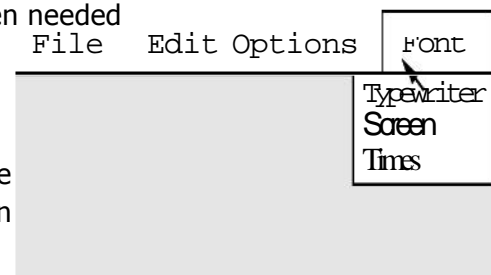 en needed
File Edit Options Font
Typewriter
Screen
Times
e
n